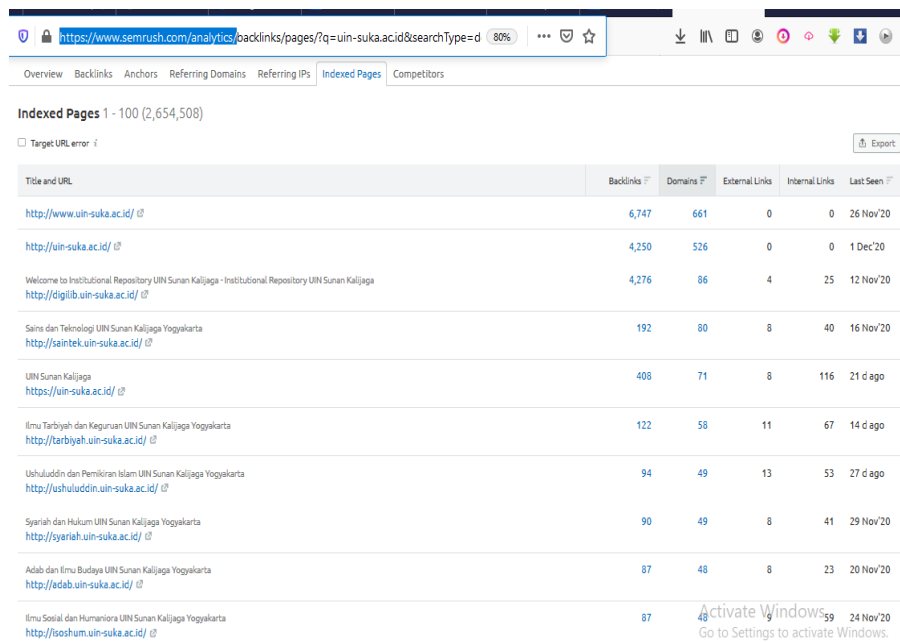 https://www.semrush.com/analytics/backlinks/pages/?q=uin-suka.ac.id&searchType=d 80%
Overview Backlinks Anchors Referring Domains Referring IPs Indexed Pages Competitors
Indexed Pages 1 - 100 (2,654,508)
Target URL error i
Export
Title and URL Backlinks Domains External Links Internal Links Last Seen
http://www.uin-suka.ac.id/ 6,747 661 0 0 26 Nov'20
http://uin-suka.ac.id/ 4,250 526 0 0 1 Dec'20
Welcome to Institutional Repository UIN Sunan Kalijaga - Institutional Repository UIN Sunan Kalijaga 4,276 86 4 25 12 Nov'20
http://digilib.uin-suka.ac.id/
Sains dan Teknologi UIN Sunan Kalijaga Yogyakarta 192 80 8 40 16 Nov'20
http://saintek.uin-suka.ac.id/
UIN Sunan Kalijaga 408 71 8 116 21 d ago
https://uin-suka.ac.id/
Ilmu Tarbiyah dan Keguruan UIN Sunan Kalijaga Yogyakarta 122 58 11 67 14 d ago
http://tarbiyah.uin-suka.ac.id/
Ushuluddin dan Pemikiran Islam UIN Sunan Kalijaga Yogyakarta 94 49 13 53 27 d ago
http://ushuluddin.uin-suka.ac.id/
Syariah dan Hukum UIN Sunan Kalijaga Yogyakarta 90 49 8 41 29 Nov'20
http://syariah.uin-suka.ac.id/
Adab dan Ilmu Budaya UIN Sunan Kalijaga Yogyakarta 87 48 8 23 20 Nov'20
http://adab.uin-suka.ac.id/
Ilmu Sosial dan Humaniora UIN Sunan Kalijaga Yogyakarta 87 48 9 59 24 Nov'20
http://isoshum.uin-suka.ac.id/
Activate Windows
Go to Settings to activate Windows.